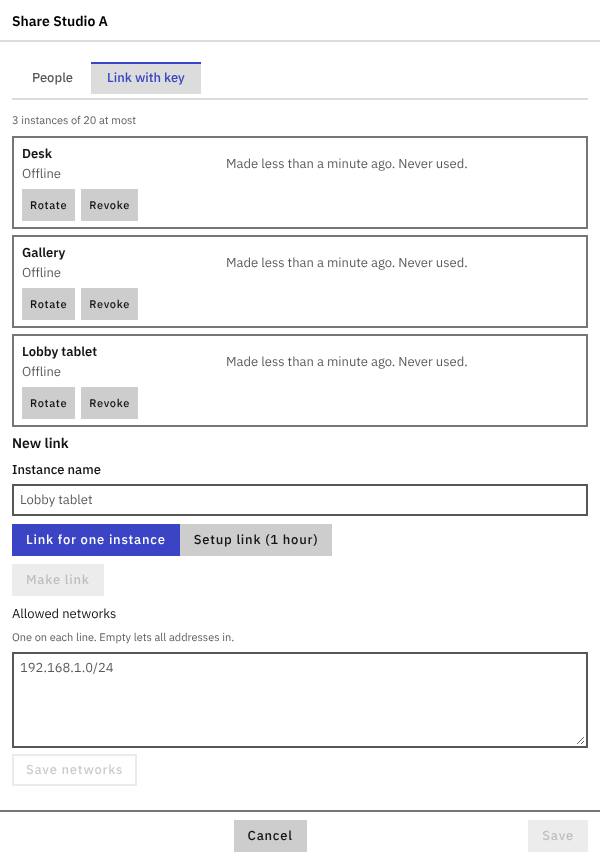 Share Studio A
People
Link with key
3 instances of 20 at most
Desk
Offline
Made less than a minute ago. Never used.
Rotate
Revoke
Gallery
Offline
Made less than a minute ago. Never used.
Rotate
Revoke
Lobby tablet
Offline
Made less than a minute ago. Never used.
Rotate
Revoke
New link
Instance name
Lobby tablet
Link for one instance
Setup link (1 hour)
Make link
Allowed networks
One on each line. Empty lets all addresses in.
192.168.1.0/24
Save networks
Cancel
Save